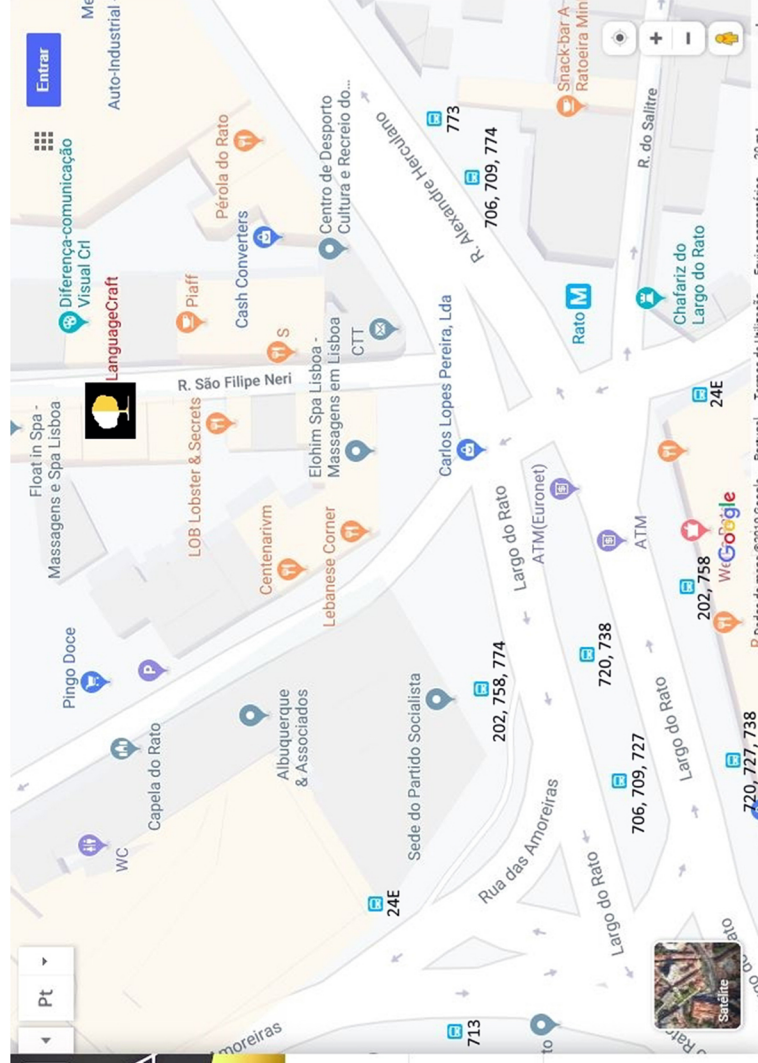 Pt
Entrar
Auto-Industrial
WC
Capela do Rato
Pingo Doce
P
Float in Spa -
Massagens e Spa Lisboa
LanguageCraft
Diferença-comunicação
Visual Crl
LOB Lobster & Secrets
Centenarivm
Lebanese Corner
R. São Filipe Neri
Piaff
Pérola do Rato
Cash Converters
S
Elohim Spa Lisboa -
Massagens em Lisboa
CTT
Centro de Desporto
Cultura e Recreio do...
Albuquerque
& Associados
Sede do Partido Socialista
24E
Carlos Lopes Pereira, Lda
R. Alexandre Herculano
773
706, 709, 774
202, 758, 774
Largo do Rato
ATM(Euronet)
ATM
Rua das Amoreiras
713
Largo do Rato
706, 709, 727
720, 738
Largo do Rato
Rato
M
Snack-bar A
Ratoeira
R. do Salitre
Chafariz do
Largo do Rato
24E
202, 758
Google
720, 727, 738
Satélite